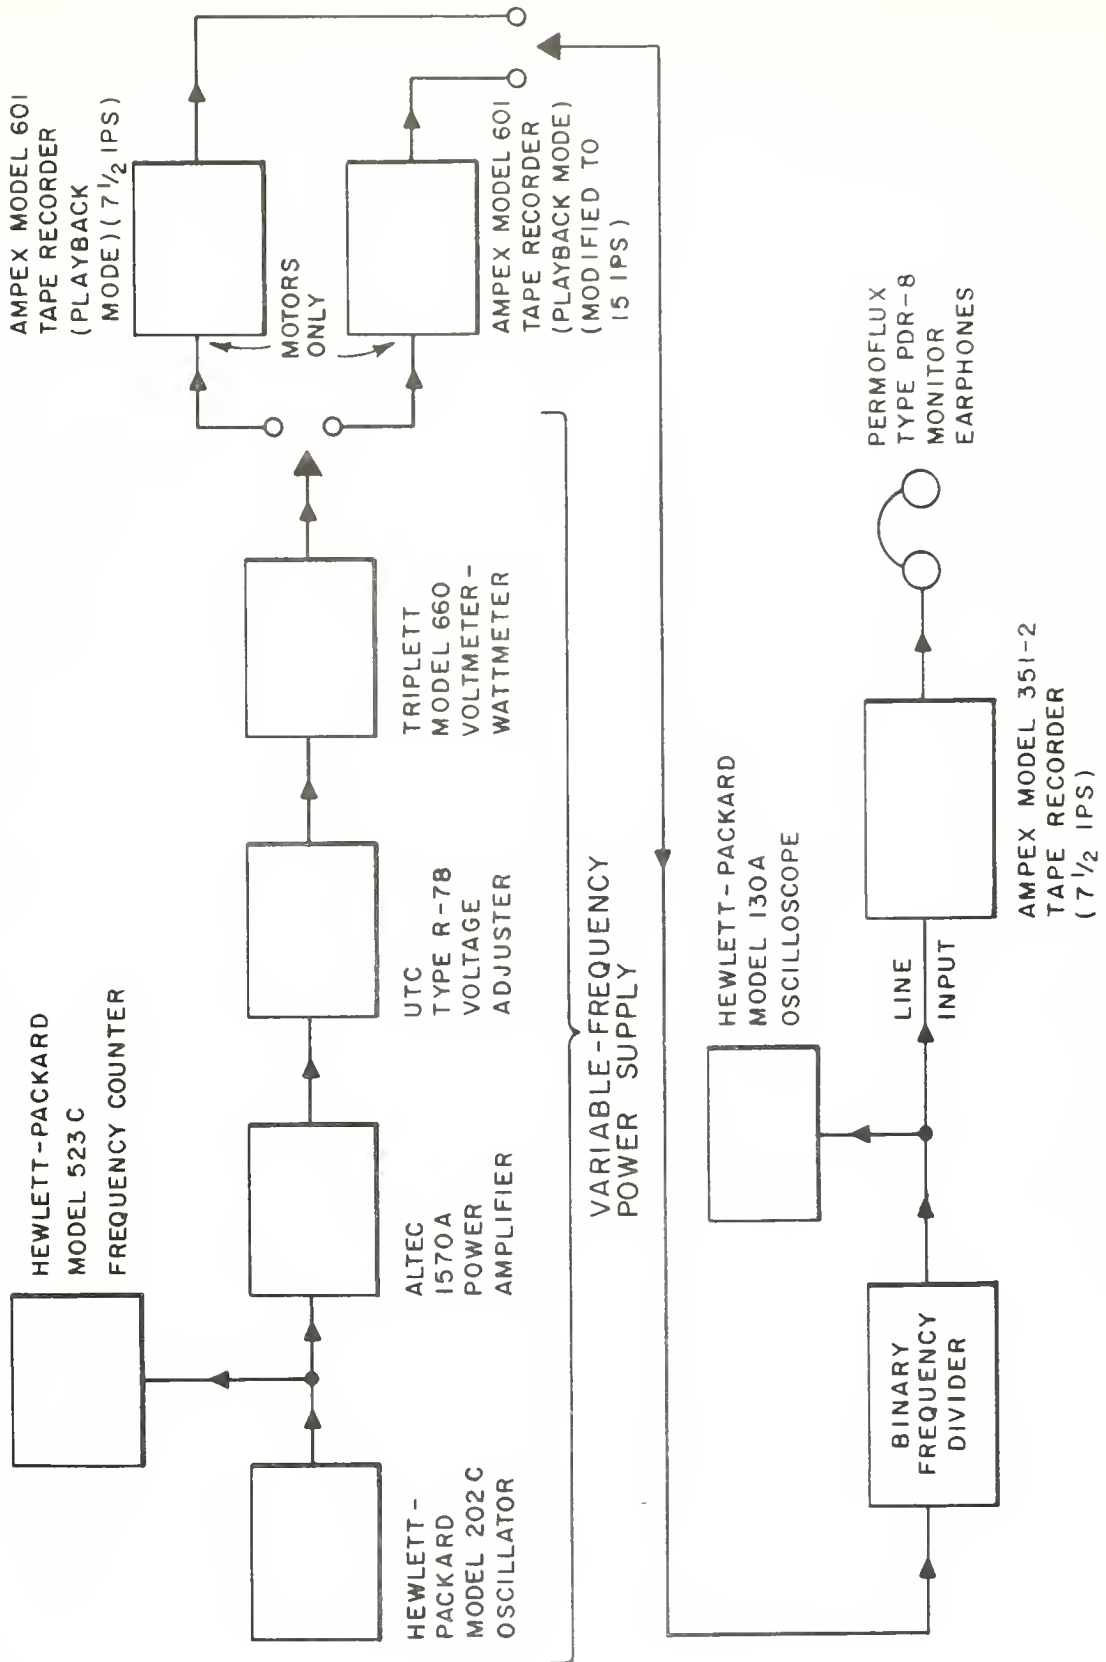 HEWLETT-PACKARD
MODEL 523 C
FREQUENCY COUNTER
HEWLETT-
PACKARD
MODEL 202 C
OSCILLATOR
ALTEC
1570A
POWER
AMPLIFIER
UTC
TYPE R-78
VOLTAGE
ADJUSTER
TRIPLETT
MODEL 660
VOLTMETER-
WATTMETER
MOTORS
ONLY
AMPEX MODEL 601
TAPE RECORDER
(PLAYBACK
MODE) (7 1/2 IPS)
AMPEX MODEL 601
TAPE RECORDER
(PLAYBACK MODE)
(MODIFIED TO
15 IPS)
VARIABLE-FREQUENCY
POWER SUPPLY
BINARY
FREQUENCY
DIVIDER
HEWLETT-PACKARD
MODEL 130A
OSCILLOSCOPE
LINE
INPUT
AMPEX MODEL 351-2
TAPE RECORDER
(7 1/2 IPS)
PERMOFLUX
TYPE PDR-8
MONITOR
EARPHONES